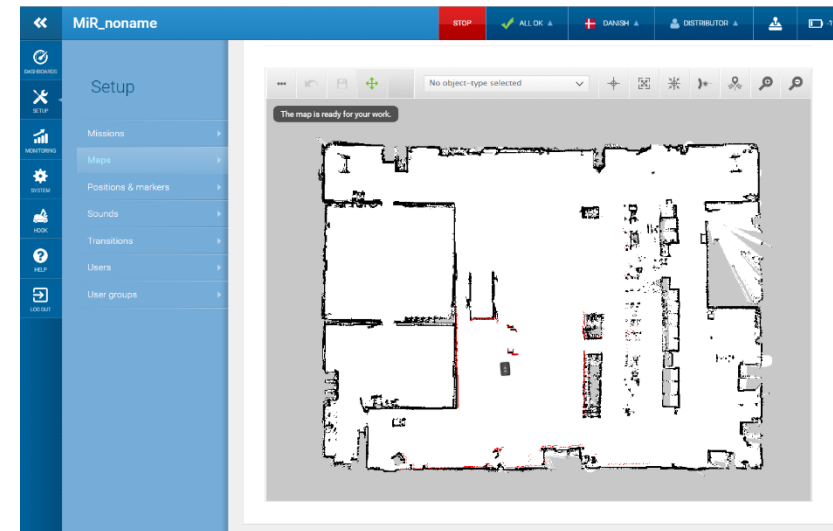 MiR_noname
STOP
ALL OK
DANISH
DISTRIBUTOR
DASHBOARDS
SETUP
MONITORING
SYSTEM
HOOK
HELP
LOG OUT
Setup
Missions
Maps
Positions & markers
Sounds
Transitions
Users
User groups
No object-type selected
The map is ready for your work.